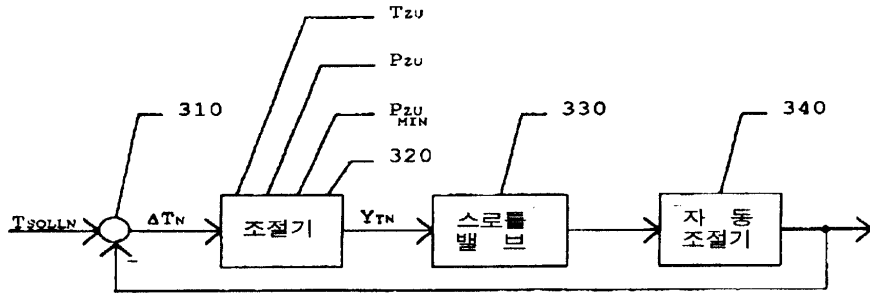 TZU
PZU
310
PZU
MIN
330
340
320
TSOLLN
ΔTN
조절기
YTN
스로틀
밸 브
자 동
조절기
-